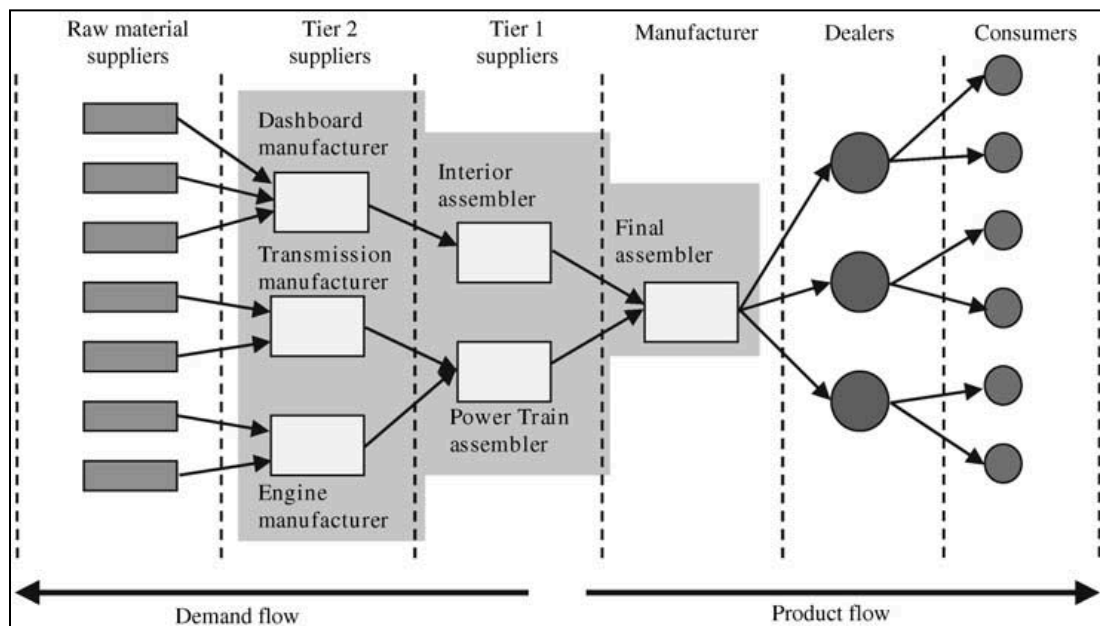 Raw material
suppliers
Tier 2
suppliers
Tier 1
suppliers
Manufacturer
Dealers
Consumers
Dashboard
manufacturer
Interior
assembler
Final
assembler
Transmission
manufacturer
Power Train
assembler
Engine
manufacturer
Demand flow
Product flow